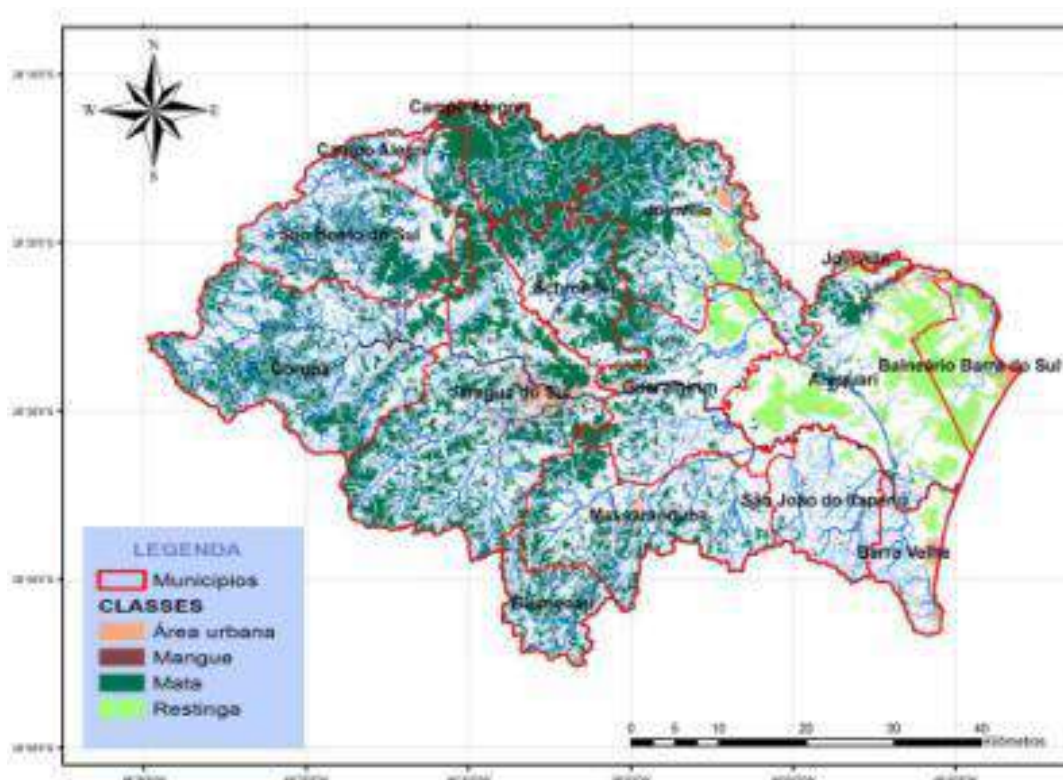 N
W
E
S
Campo Alegre
Campo Alegre
Joinville
São Bento do Sul
Joinville
Schroeder
Balneário Barra do Sul
Corupá
Araquari
Guaramirim
Jaraguá do Sul
São João do Itaperiú
Massaranduba
Barra Velha
Blumenau
LEGENDA
Municípios
CLASSES
Área urbana
Mangue
Mata
Restinga
0 5 10 20 30 40
Kilômetros